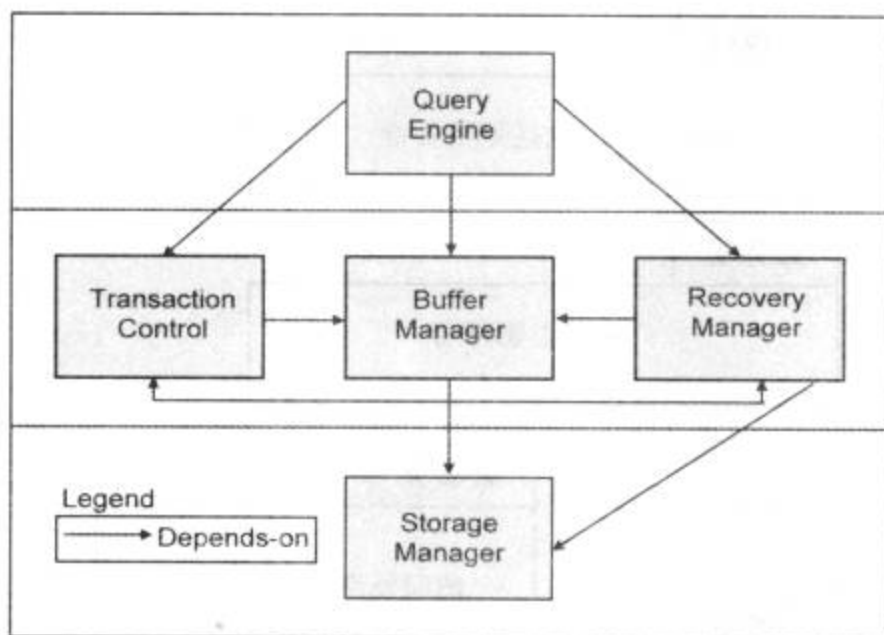 Query
Engine
Transaction
Control
Buffer
Manager
Recovery
Manager
Legend
Depends-on
Storage
Manager